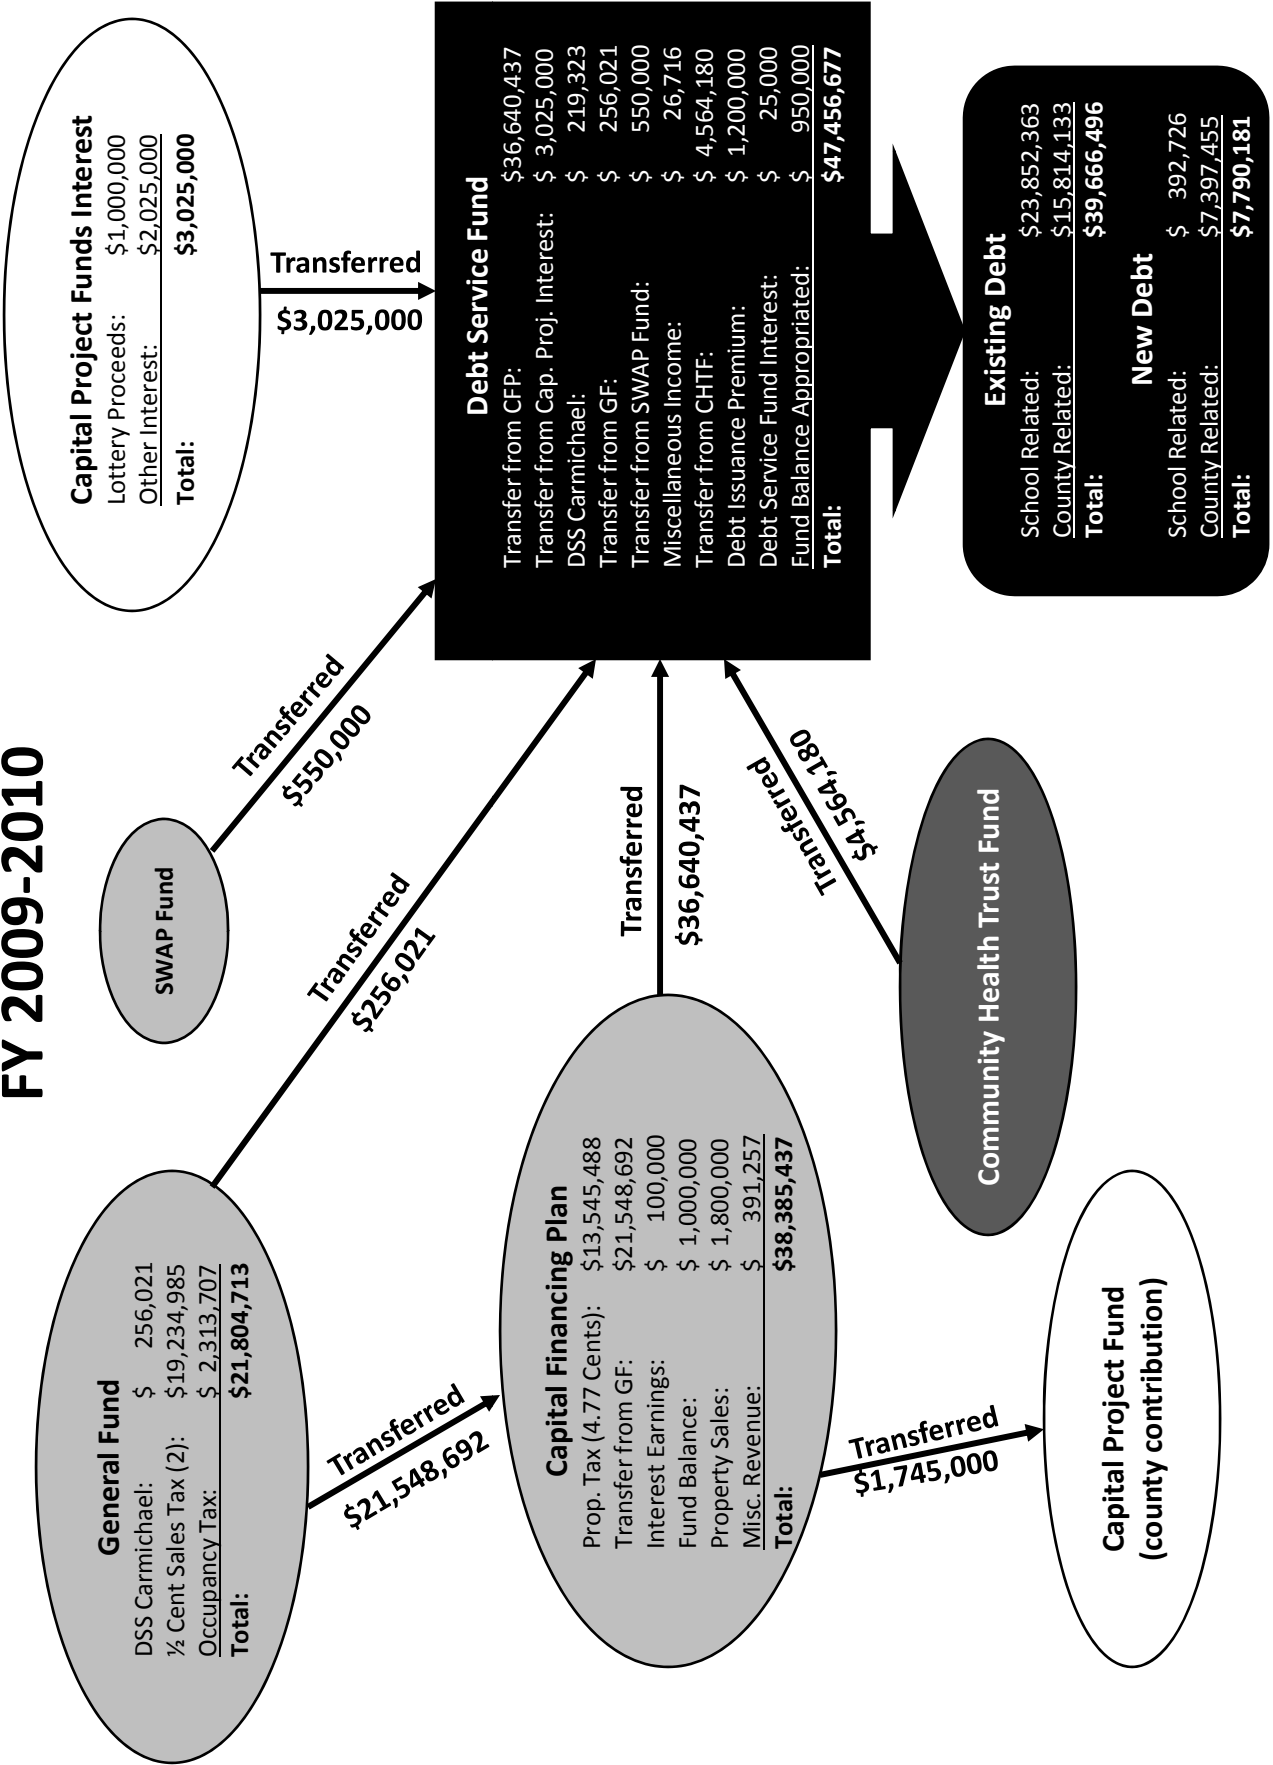 FY 2009-2010
General Fund
DSS Carmichael: $ 256,021
½ Cent Sales Tax (2): $19,234,985
Occupancy Tax: $ 2,313,707
Total: $21,804,713
SWAP Fund
Capital Project Funds Interest
Lottery Proceeds: $1,000,000
Other Interest: $2,025,000
Total: $3,025,000
Transferred
$21,548,692
Transferred
$256,021
Transferred
$550,000
Transferred
$3,025,000
Capital Financing Plan
Prop. Tax (4.77 Cents): $13,545,488
Transfer from GF: $21,548,692
Interest Earnings: $ 100,000
Fund Balance: $ 1,000,000
Property Sales: $ 1,800,000
Misc. Revenue: $ 391,257
Total: $38,385,437
Transferred
$36,640,437
Debt Service Fund
Transfer from CFP: $36,640,437
Transfer from Cap. Proj. Interest: $ 3,025,000
DSS Carmichael: $ 219,323
Transfer from GF: $ 256,021
Transfer from SWAP Fund: $ 550,000
Miscellaneous Income: $ 26,716
Transfer from CHTF: $ 4,564,180
Debt Issuance Premium: $ 1,200,000
Debt Service Fund Interest: $ 25,000
Fund Balance Appropriated: $ 950,000
Total: $47,456,677
Transferred
$1,745,000
Transferred
$4,564,180
Capital Project Fund
(county contribution)
Community Health Trust Fund
Existing Debt
School Related: $23,852,363
County Related: $15,814,133
Total: $39,666,496
New Debt
School Related: $ 392,726
County Related: $7,397,455
Total: $7,790,181